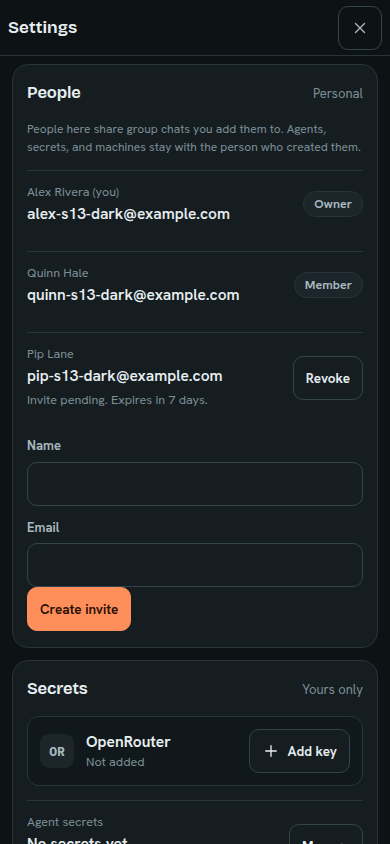 Settings
People
Personal
People here share group chats you add them to. Agents,
secrets, and machines stay with the person who created them.
Alex Rivera (you)
alex-s13-dark@example.com
Owner
Quinn Hale
quinn-s13-dark@example.com
Member
Pip Lane
pip-s13-dark@example.com
Invite pending. Expires in 7 days.
Revoke
Name
Email
Create invite
Secrets
Yours only
OR
OpenRouter
Not added
Add key
Agent secrets
No secrets yet